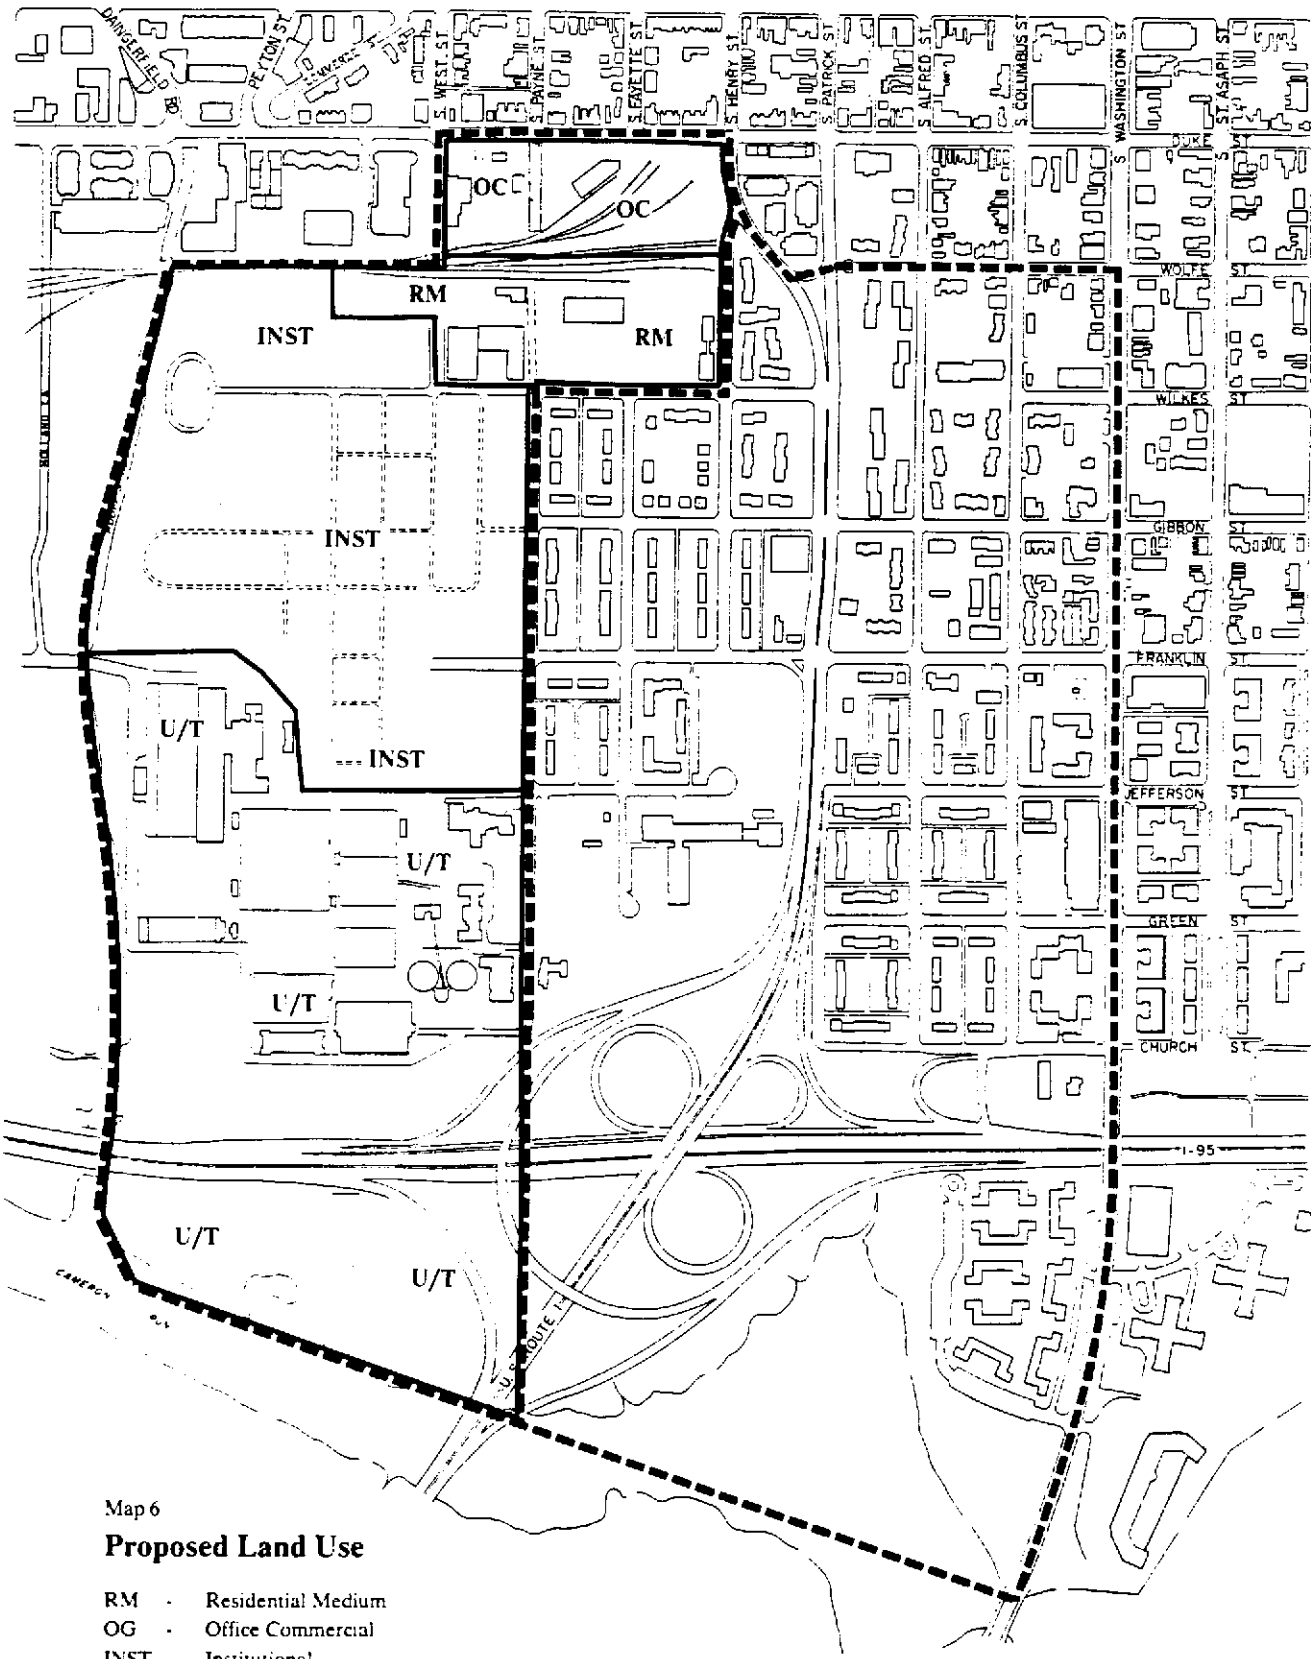 DAINGERFIELD
PEYTON ST.
S. WEST ST.
S. PAYNE ST.
S. FAYETTE ST
S. HENRY ST.
S. PATRICK ST.
S. ALFRED ST.
S. COLUMBUS ST.
S WASHINGTON ST
S ST. ASAPH ST.
DUKE ST
OC
OC
WOLFE ST.
RM
INST
RM
WILKES ST
INST
GIBBON ST
FRANKLIN ST
U/T
INST
JEFFERSON ST
U/T
GREEN ST
U/T
CHURCH ST.
I-95
U/T
U/T
CAMERON RUN
U.S. ROUTE 1
Map 6
Proposed Land Use
RM - Residential Medium
OG - Office Commercial
INST Institutional